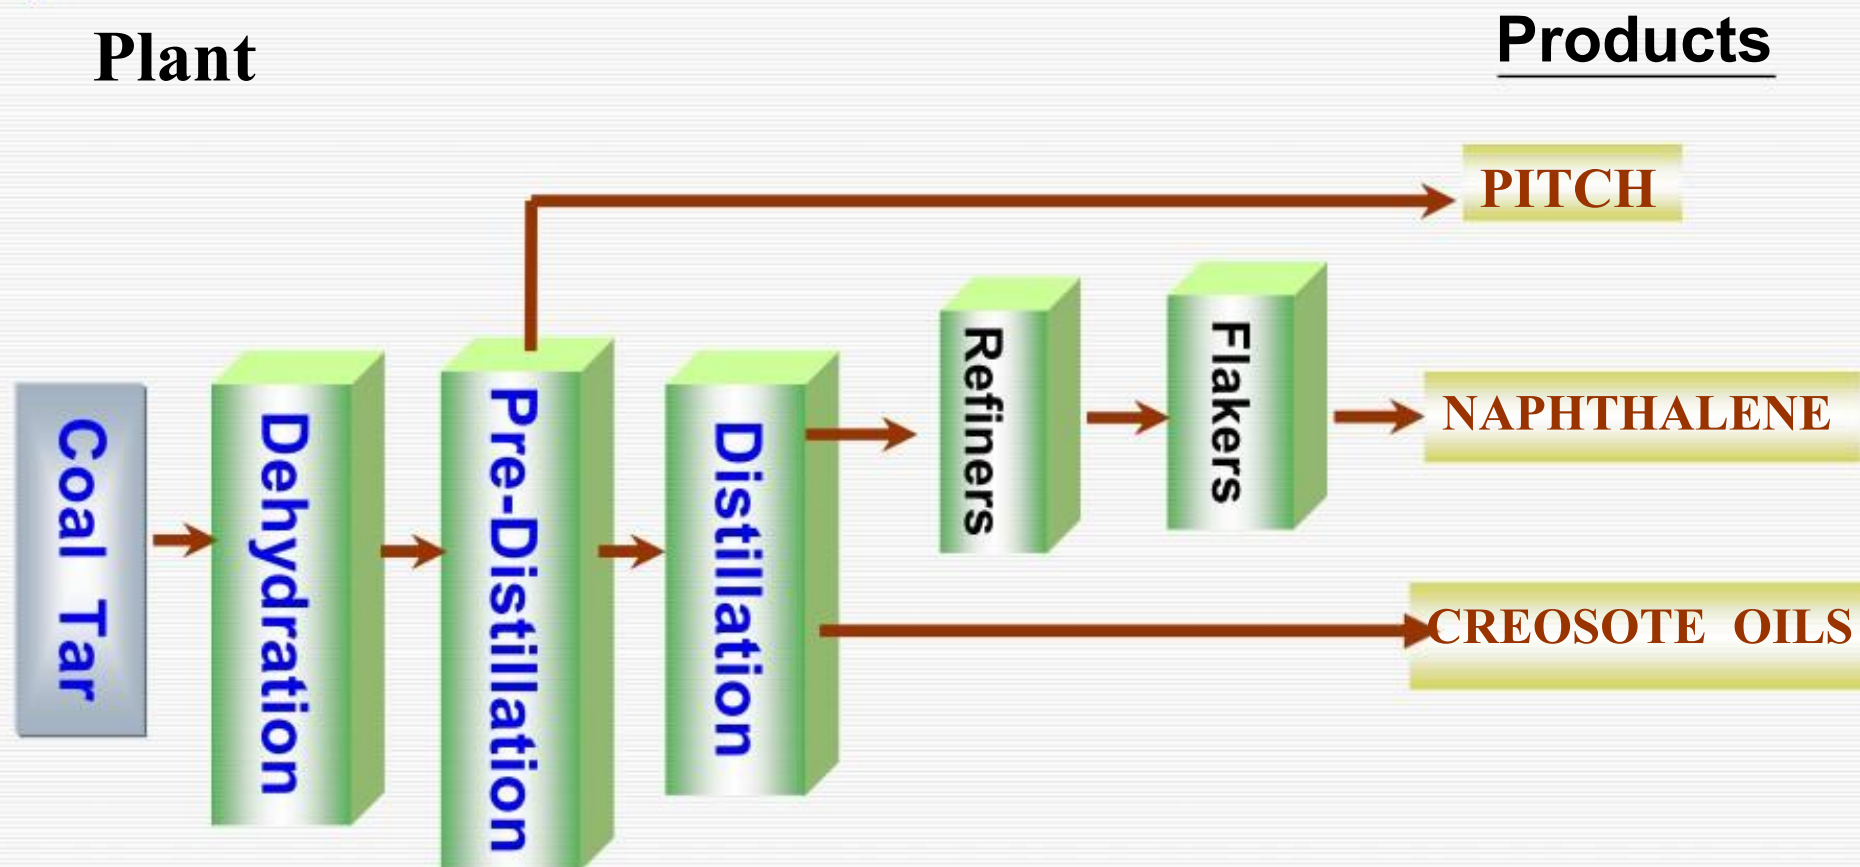 Plant
Products
PITCH
Coal Tar
Dehydration
Pre-Distillation
Distillation
Refiners
Flakers
NAPHTHALENE
CREOSOTE OILS